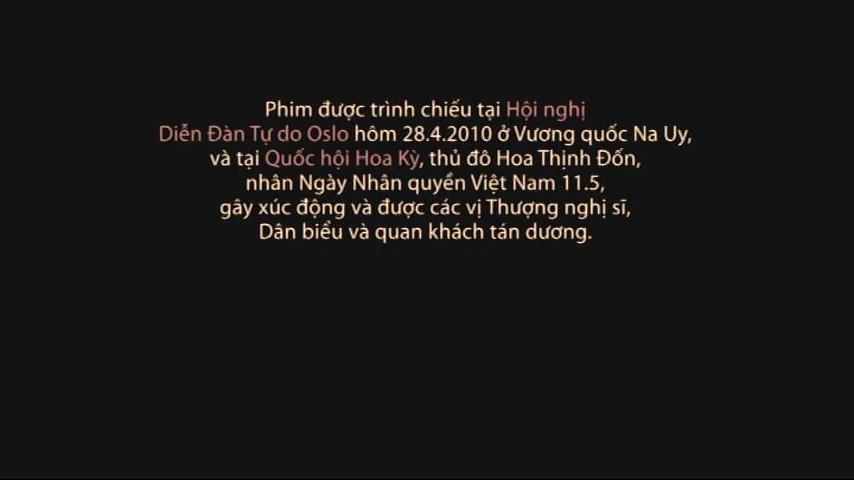 Phim được trình chiếu tại Hội nghị
Diễn Đàn Tự do Oslo hôm 28.4.2010 ở Vương quốc Na Uy,
và tại Quốc hội Hoa Kỳ, thủ đô Hoa Thịnh Đốn,
nhân Ngày Nhân quyền Việt Nam 11.5,
gây xúc động và được các vị Thượng nghị sĩ,
Dân biểu và quan khách tán dương.